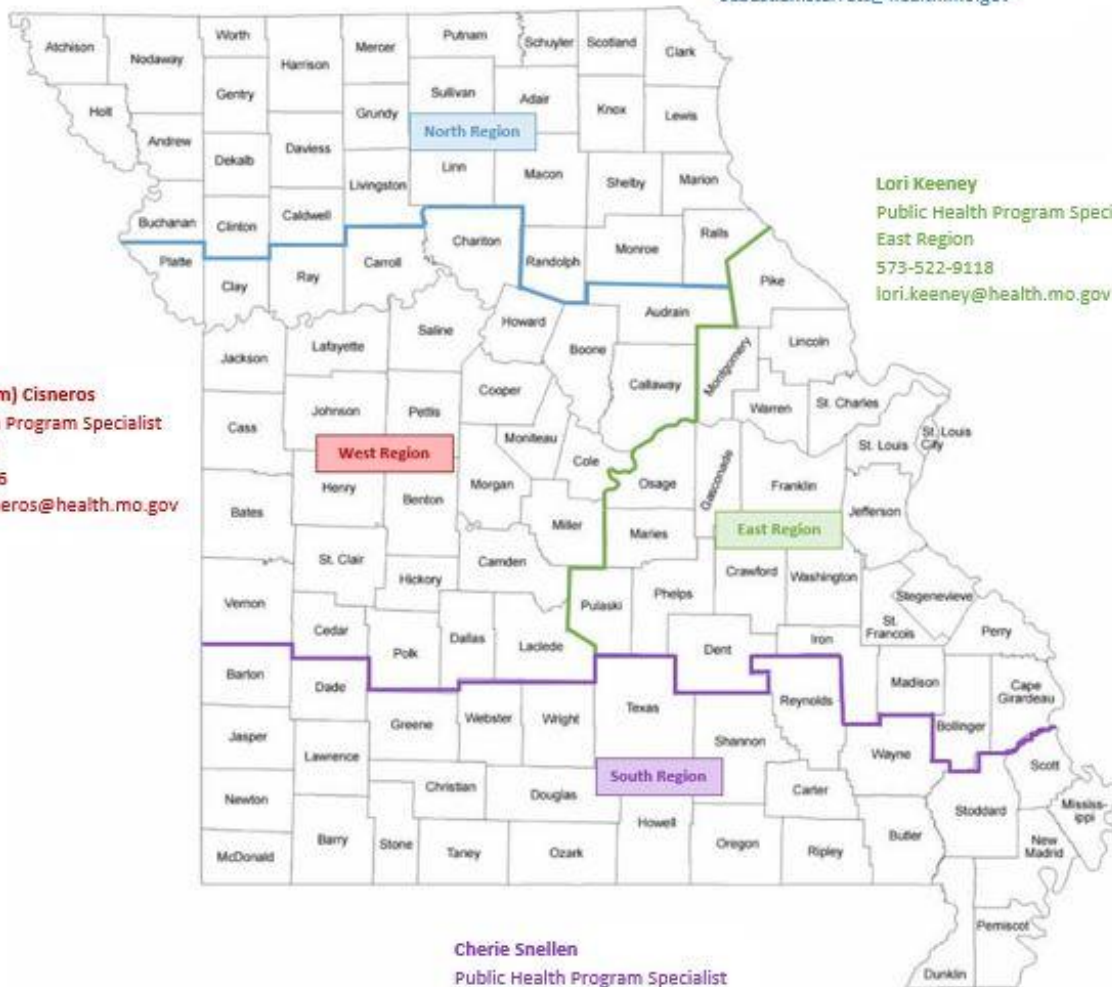 Atchison
Nodaway
Worth
Gentry
Harrison
Mercer
Putnam
Schuyler
Scotland
Clark
Holt
Andrew
Dekalb
Daviess
Grundy
Sullivan
Adair
Knox
Lewis
North Region
Buchanan
Clinton
Caldwell
Livingston
Linn
Macon
Shelby
Marion
Lori Keeney
Public Health Program Speci
East Region
573-522-9118
lori.keeney@health.mo.gov
Platte
Clay
Ray
Carroll
Chariton
Randolph
Monroe
Ralls
Pike
Jackson
Lafayette
Saline
Howard
Boone
Audrain
Callaway
Montgomery
Lincoln
Warren
St. Charles
St. Louis
St. Louis
City
m) Cisneros
Program Specialist
eros@health.mo.gov
Cass
Johnson
Pettis
Cooper
Moniteau
Cole
West Region
Bates
Henry
Benton
Morgan
Miller
Osage
Gasconade
Franklin
Jefferson
East Region
Maries
Vernon
St. Clair
Hickory
Camden
Pulaski
Phelps
Crawford
Washington
Stegenevieve
St.
Francois
Perry
Cedar
Polk
Dallas
Laclede
Dent
Iron
Madison
Bollinger
Cape
Girardeau
Barton
Dade
Greene
Webster
Wright
Texas
Shannon
Reynolds
Wayne
Scott
Jasper
Lawrence
Christian
Douglas
South Region
Howell
Carter
Butler
Stoddard
Mississ-
ippi
New
Madrid
Newton
McDonald
Barry
Stone
Taney
Ozark
Oregon
Ripley
Pemiscot
Dunklin
Cherie Snellen
Public Health Program Specialist